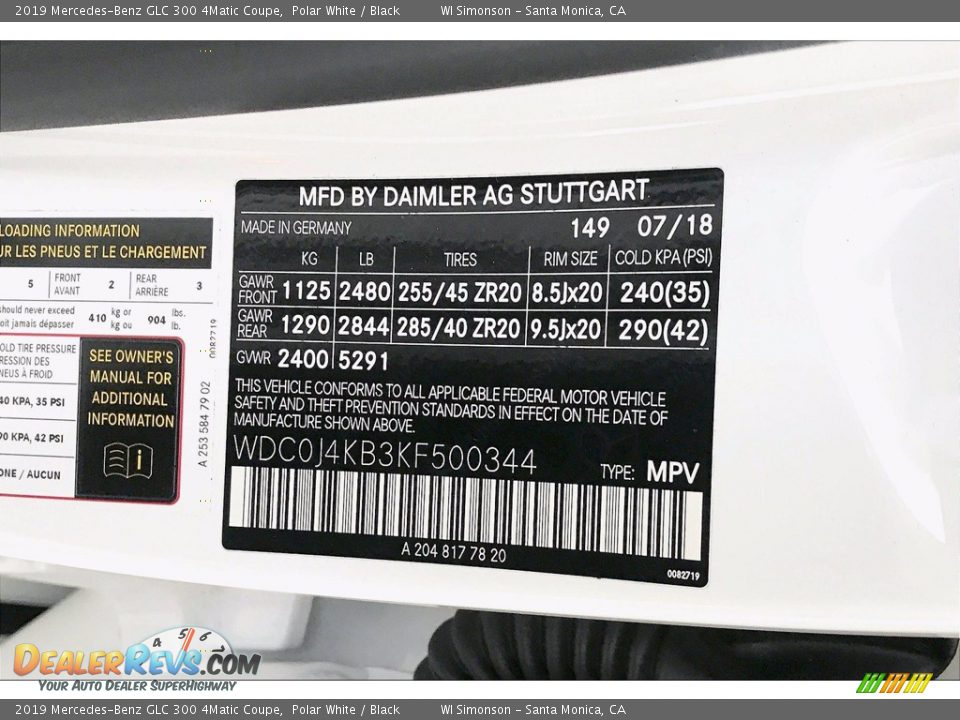 2019 Mercedes-Benz GLC 300 4Matic Coupe, Polar White / Black WI Simonson - Santa Monica, CA
LOADING INFORMATION
UR LES PNEUS ET LE CHARGEMENT
5 FRONT AVANT 2 REAR ARRIÈRE 3
should never exceed 410 kg or 904 lbs.
oit jamais dépasser kg ou lb.
OLD TIRE PRESSURE
RESSION DES
NEUS À FROID
40 KPA, 35 PSI
90 KPA, 42 PSI
ONE / AUCUN
SEE OWNER'S
MANUAL FOR
ADDITIONAL
INFORMATION
i
0082719
A 253 584 79 02
MFD BY DAIMLER AG STUTTGART
MADE IN GERMANY 149 07/18
KG LB TIRES RIM SIZE COLD KPA (PSI)
GAWR FRONT 1125 2480 255/45 ZR20 8.5Jx20 240(35)
GAWR REAR 1290 2844 285/40 ZR20 9.5Jx20 290(42)
GVWR 2400 5291
THIS VEHICLE CONFORMS TO ALL APPLICABLE FEDERAL MOTOR VEHICLE
SAFETY AND THEFT PREVENTION STANDARDS IN EFFECT ON THE DATE OF
MANUFACTURE SHOWN ABOVE.
WDC0J4KB3KF500344 TYPE: MPV
A 204 817 78 20
0082719
4 5 6
DEALERREVS.COM
YOUR AUTO DEALER SUPERHIGHWAY
2019 Mercedes-Benz GLC 300 4Matic Coupe, Polar White / Black WI Simonson - Santa Monica, CA